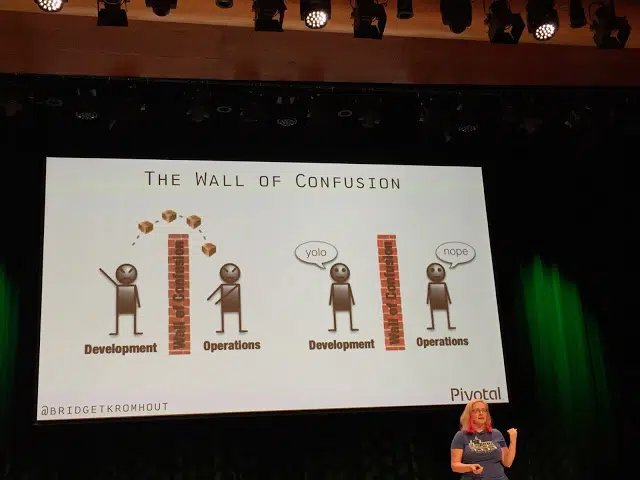 THE WALL OF CONFUSION
yolo
nope
Wall of Confusion
Wall of Confusion
Development
Operations
Development
Operations
@BRIDGETKROMHOUT
Pivotal